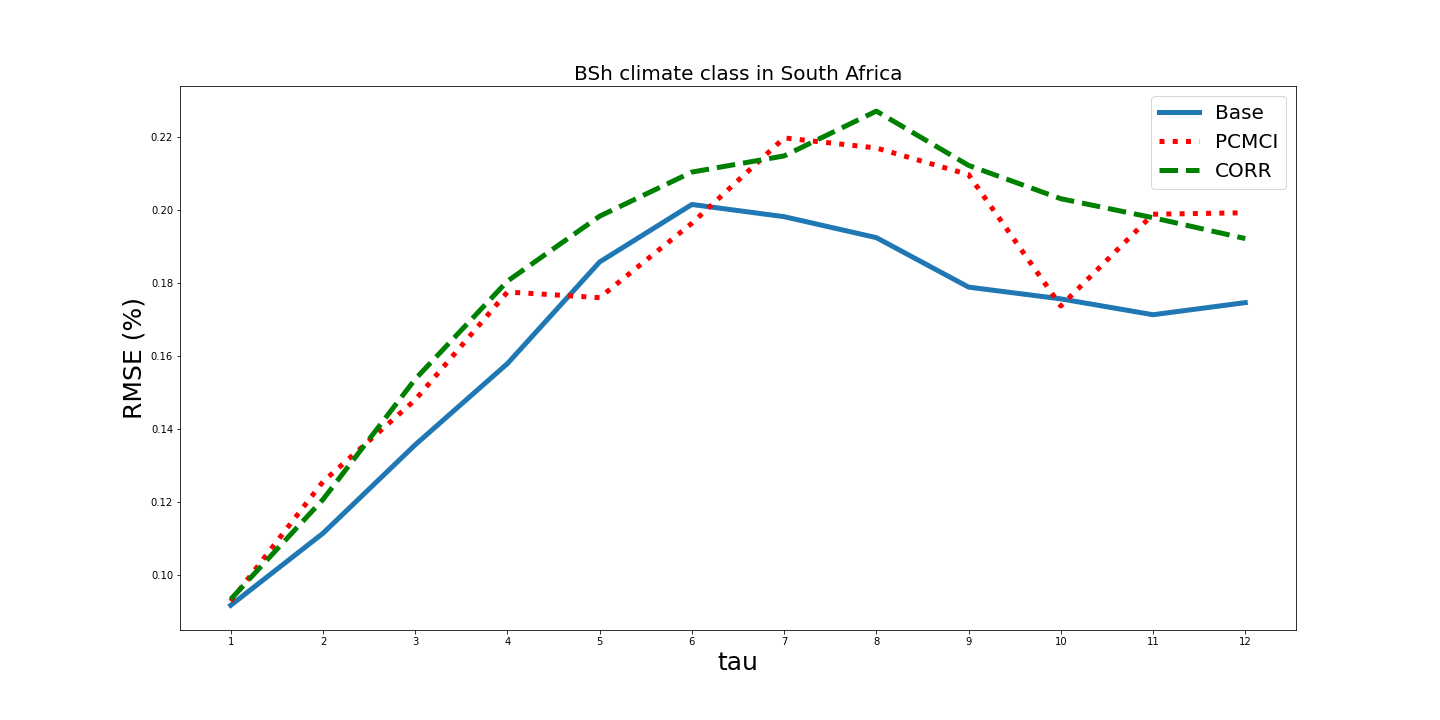 BSh climate class in South Africa
Base
PCMCI
CORR
RMSE (%)
0.22
0.20
0.18
0.16
0.14
0.12
0.10
1 2 3 4 5 6 7 8 9 10 11 12
tau